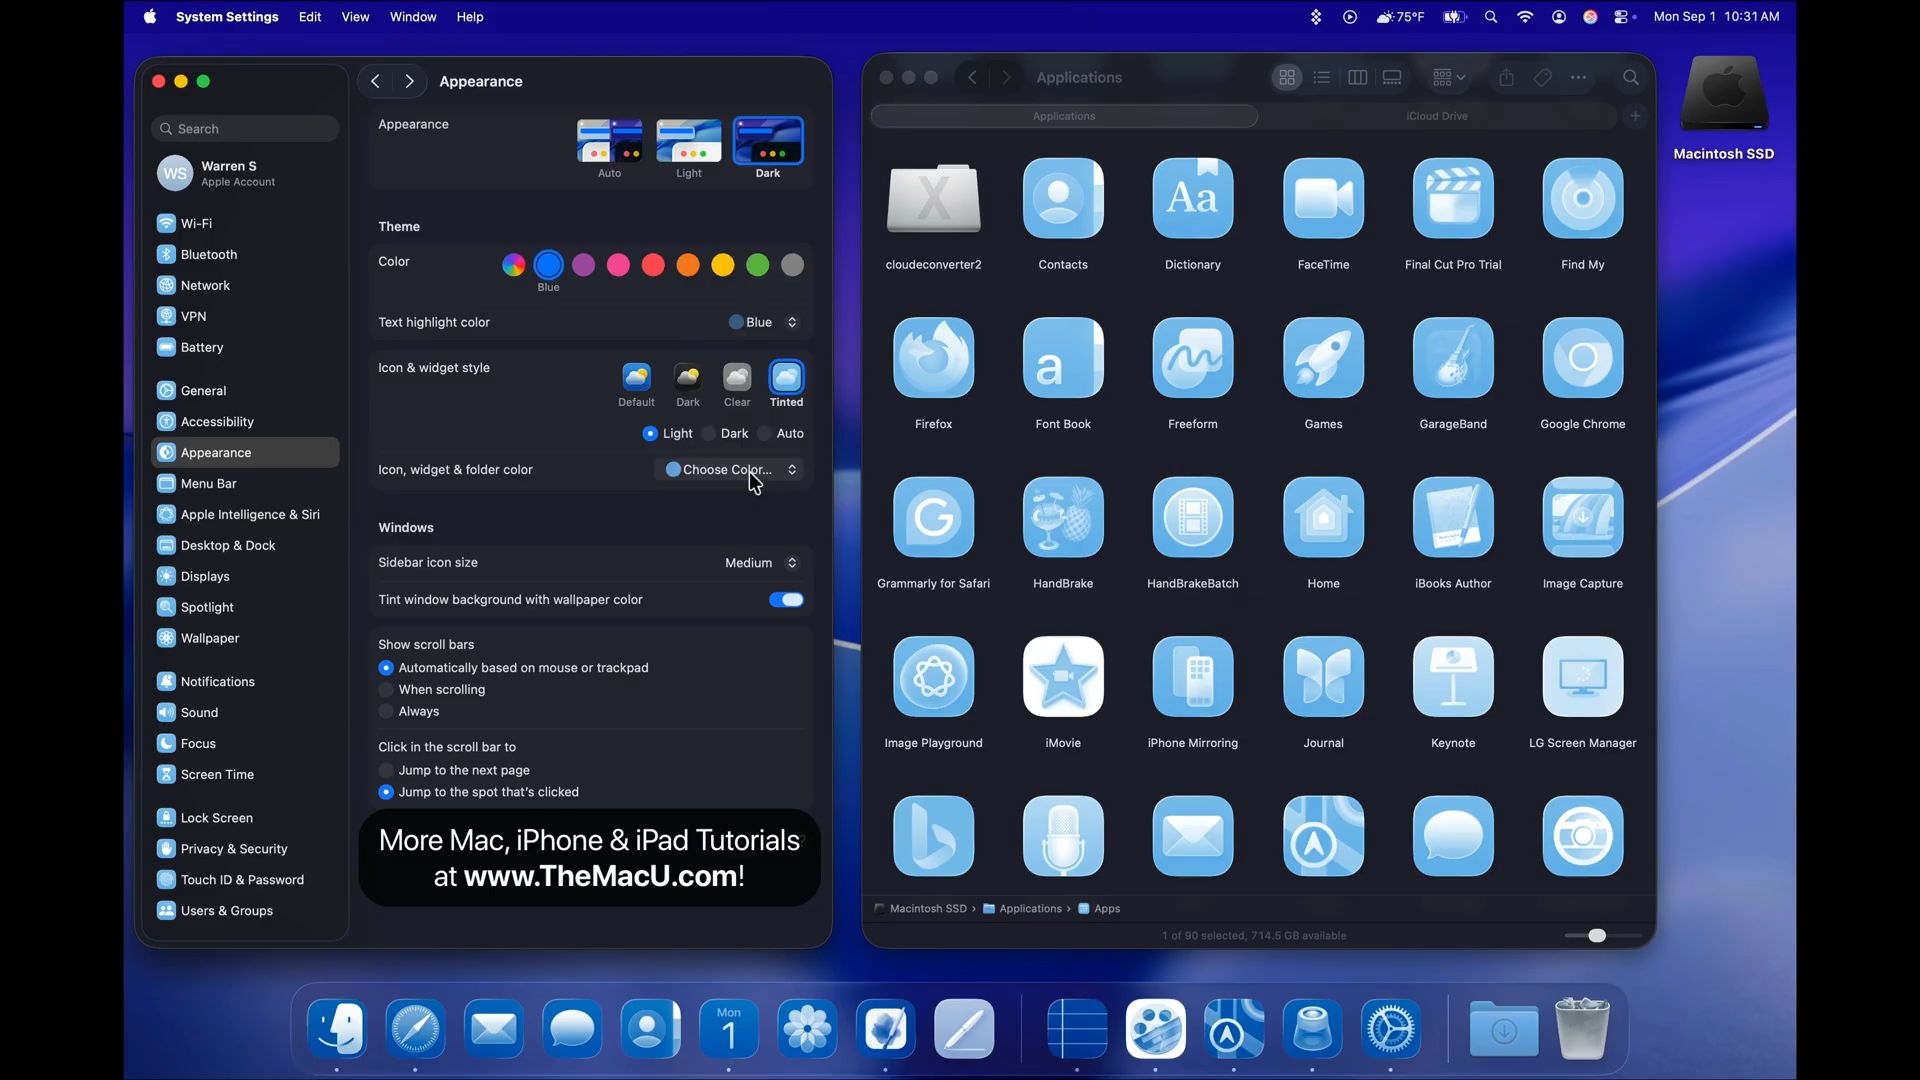 System Settings Edit View Window Help
75°F
Mon Sep 1 10:31 AM
Search
WS
Warren S
Apple Account
Wi-Fi
Bluetooth
Network
VPN
Battery
General
Accessibility
Appearance
Menu Bar
Apple Intelligence & Siri
Desktop & Dock
Displays
Spotlight
Wallpaper
Notifications
Sound
Focus
Screen Time
Lock Screen
Privacy & Security
Touch ID & Password
Users & Groups
Appearance
Appearance
Auto Light Dark
Theme
Color
Blue
Text highlight color Blue
Icon & widget style
Default Dark Clear Tinted
Light Dark Auto
Icon, widget & folder color Choose Color...
Windows
Sidebar icon size Medium
Tint window background with wallpaper color
Show scroll bars
Automatically based on mouse or trackpad
When scrolling
Always
Click in the scroll bar to
Jump to the next page
Jump to the spot that's clicked
More Mac, iPhone & iPad Tutorials
at www.TheMacU.com!
Applications
Applications iCloud Drive
X
Aa
cloudeconverter2 Contacts Dictionary FaceTime Final Cut Pro Trial Find My
a
Firefox Font Book Freeform Games GarageBand Google Chrome
G
Grammarly for Safari HandBrake HandBrakeBatch Home iBooks Author Image Capture
Image Playground iMovie iPhone Mirroring Journal Keynote LG Screen Manager
b
Macintosh SSD › Applications › Apps
1 of 90 selected, 714.5 GB available
Macintosh SSD
Mon
1